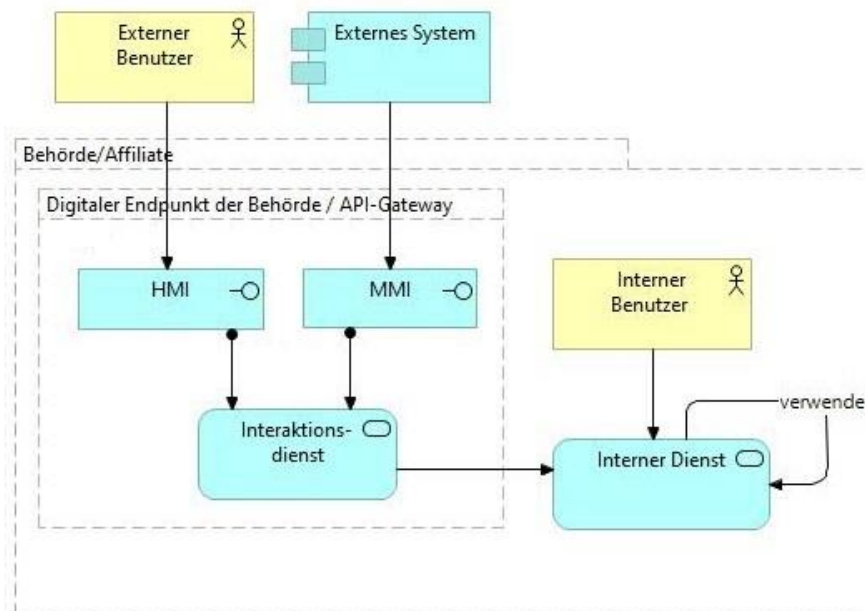 Externer
Benutzer
Externes System
Behörde/Affiliate
Digitaler Endpunkt der Behörde / API-Gateway
HMI
MMI
Interner
Benutzer
verwende
Interaktions-
dienst
Interner Dienst